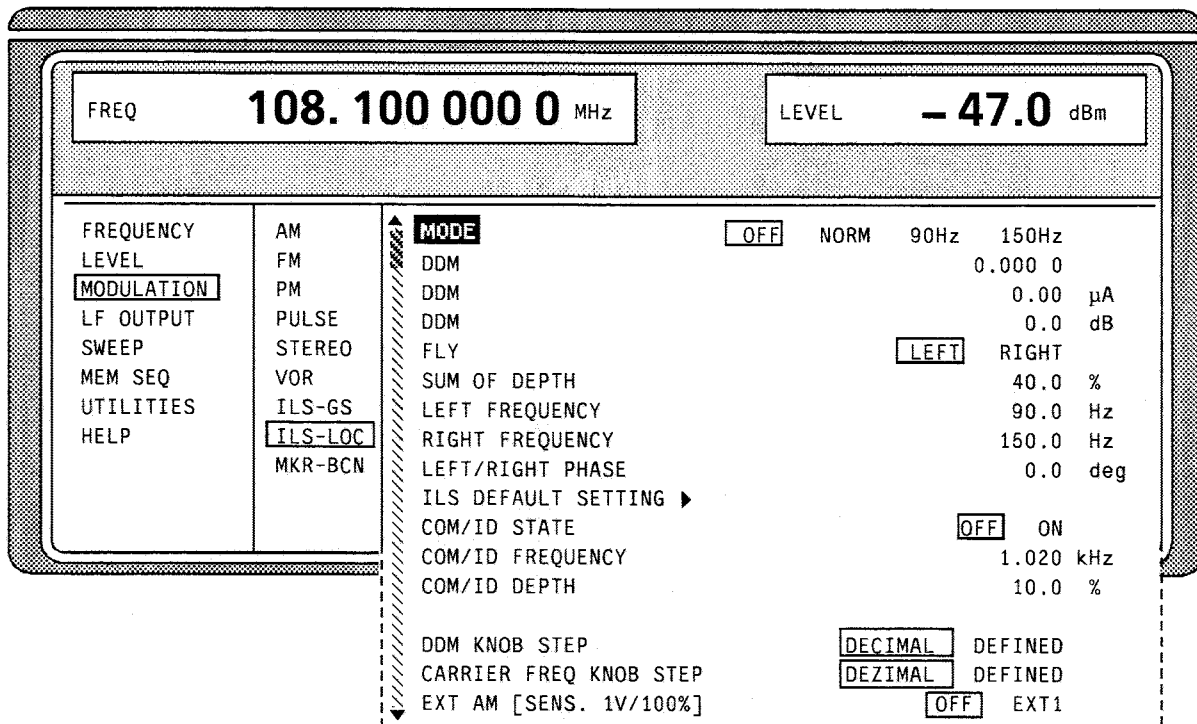 FREQ 108. 100 000 0 MHz
LEVEL – 47.0 dBm
FREQUENCY
LEVEL
MODULATION
LF OUTPUT
SWEEP
MEM SEQ
UTILITIES
HELP
AM
FM
PM
PULSE
STEREO
VOR
ILS-GS
ILS-LOC
MKR-BCN
MODE OFF NORM 90Hz 150Hz
DDM 0.000 0
DDM 0.00 µA
DDM 0.0 dB
FLY LEFT RIGHT
SUM OF DEPTH 40.0 %
LEFT FREQUENCY 90.0 Hz
RIGHT FREQUENCY 150.0 Hz
LEFT/RIGHT PHASE 0.0 deg
ILS DEFAULT SETTING ▶
COM/ID STATE OFF ON
COM/ID FREQUENCY 1.020 kHz
COM/ID DEPTH 10.0 %
DDM KNOB STEP DECIMAL DEFINED
CARRIER FREQ KNOB STEP DEZIMAL DEFINED
EXT AM [SENS. 1V/100%] OFF EXT1